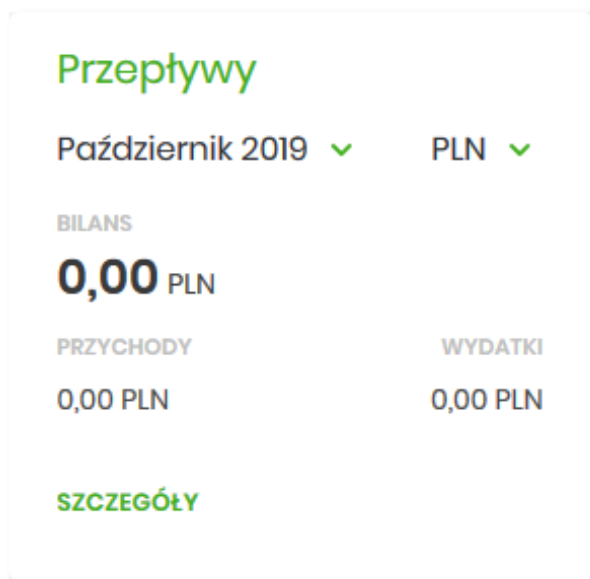 Przepływy
Październik 2019 PLN
BILANS
0,00 PLN
PRZYCHODY WYDATKI
0,00 PLN 0,00 PLN
SZCZEGÓŁY